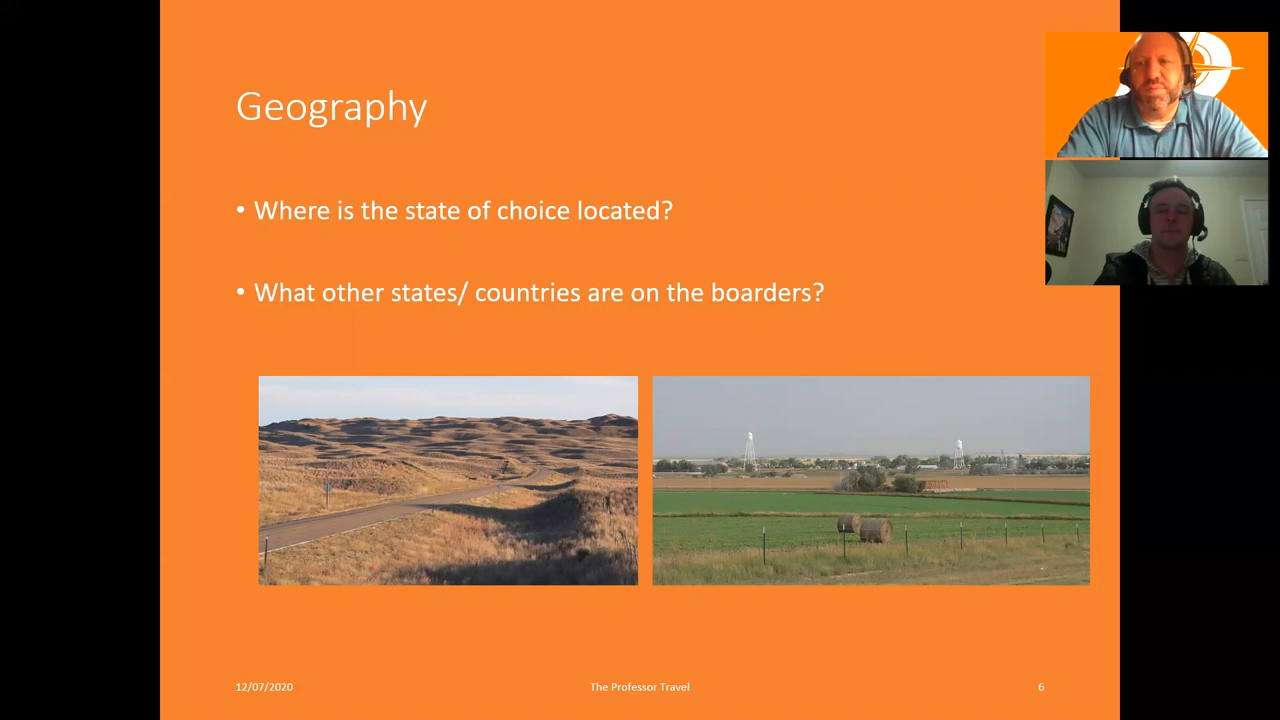 Geography
• Where is the state of choice located?
• What other states/ countries are on the boarders?
12/07/2020
The Professor Travel
6